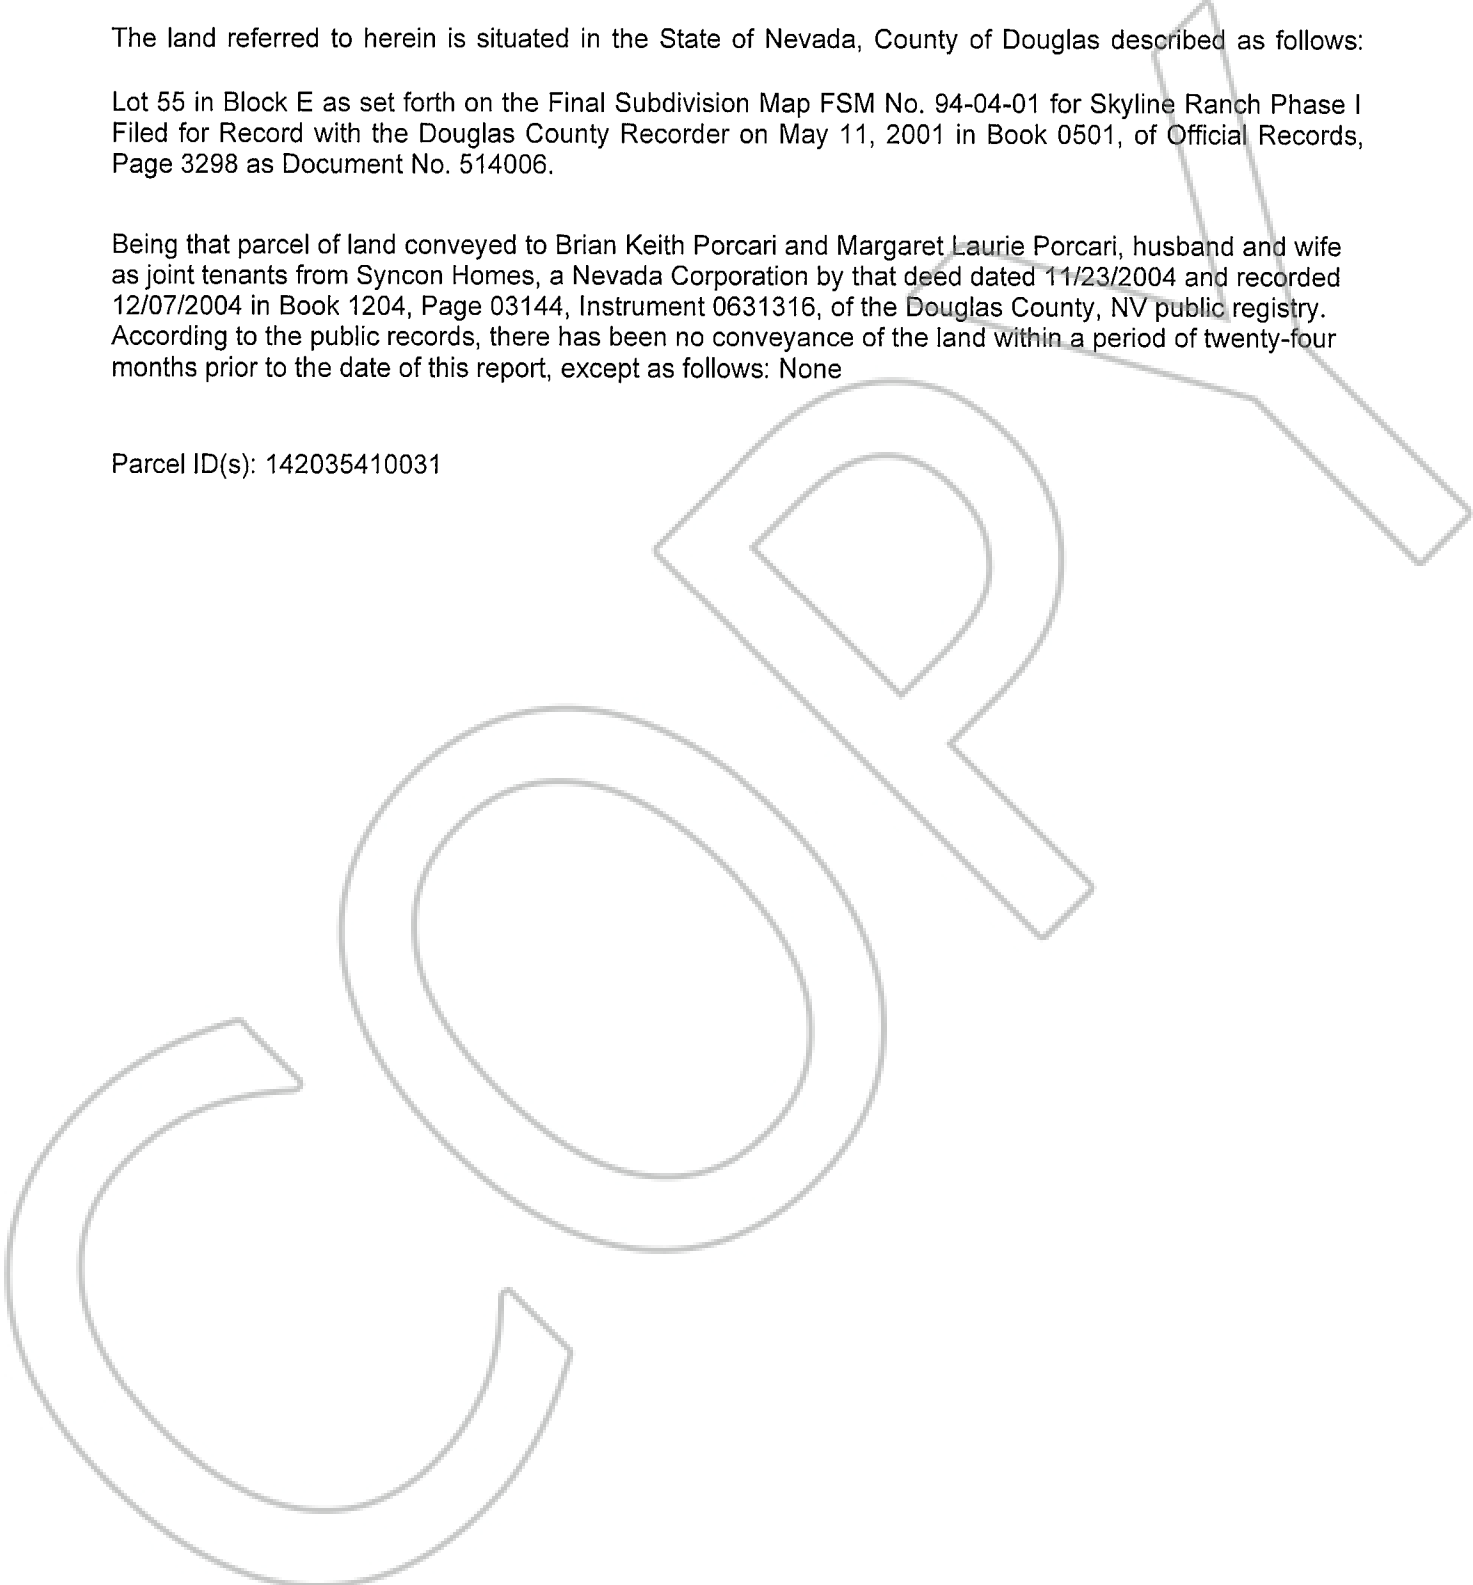 The land referred to herein is situated in the State of Nevada, County of Douglas described as follows:
Lot 55 in Block E as set forth on the Final Subdivision Map FSM No. 94-04-01 for Skyline Ranch Phase I
Filed for Record with the Douglas County Recorder on May 11, 2001 in Book 0501, of Official Records,
Page 3298 as Document No. 514006.
Being that parcel of land conveyed to Brian Keith Porcari and Margaret Laurie Porcari, husband and wife
as joint tenants from Syncon Homes, a Nevada Corporation by that deed dated 11/23/2004 and recorded
12/07/2004 in Book 1204, Page 03144, Instrument 0631316, of the Douglas County, NV public registry.
According to the public records, there has been no conveyance of the land within a period of twenty-four
months prior to the date of this report, except as follows: None
Parcel ID(s): 142035410031
COPY